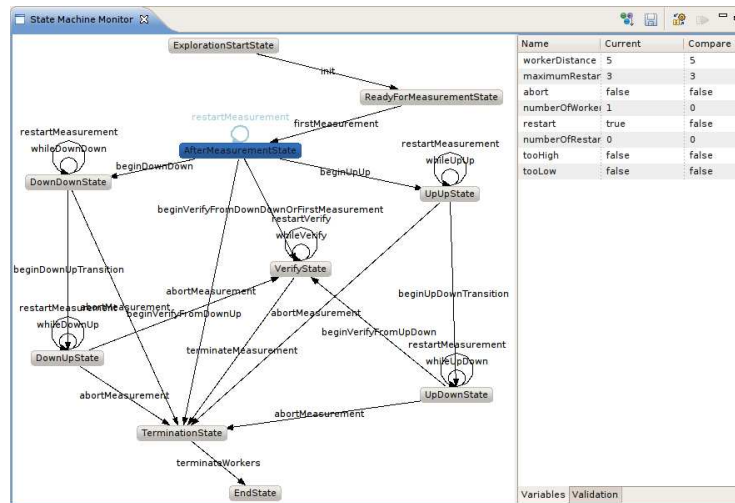 State Machine Monitor
ExplorationStartState
init
ReadyForMeasurementState
restartMeasurement
firstMeasurement
AfterMeasurementState
restartMeasurement
whileDownDown
beginDownDown
beginUpUp
restartMeasurement
whileUpUp
DownDownState
UpUpState
beginVerifyFromDownDownOrFirstMeasurement
restartVerify
whileVerify
VerifyState
beginDownUpTransition
abortMeasurement
beginUpDownTransition
restartMeasurement
abortMeasurement
beginVerifyFromDownUp
abortMeasurement
whileDownUp
beginVerifyFromUpDown
restartMeasurement
whileUpDown
DownUpState
terminateMeasurement
UpDownState
abortMeasurement
abortMeasurement
TerminationState
terminateWorkers
EndState
Name Current Compare
workerDistance 5 5
maximumRestar 3 3
abort false false
numberOfWorke 1 0
restart true false
numberOfRestar 0 0
tooHigh false false
tooLow false false
Variables Validation